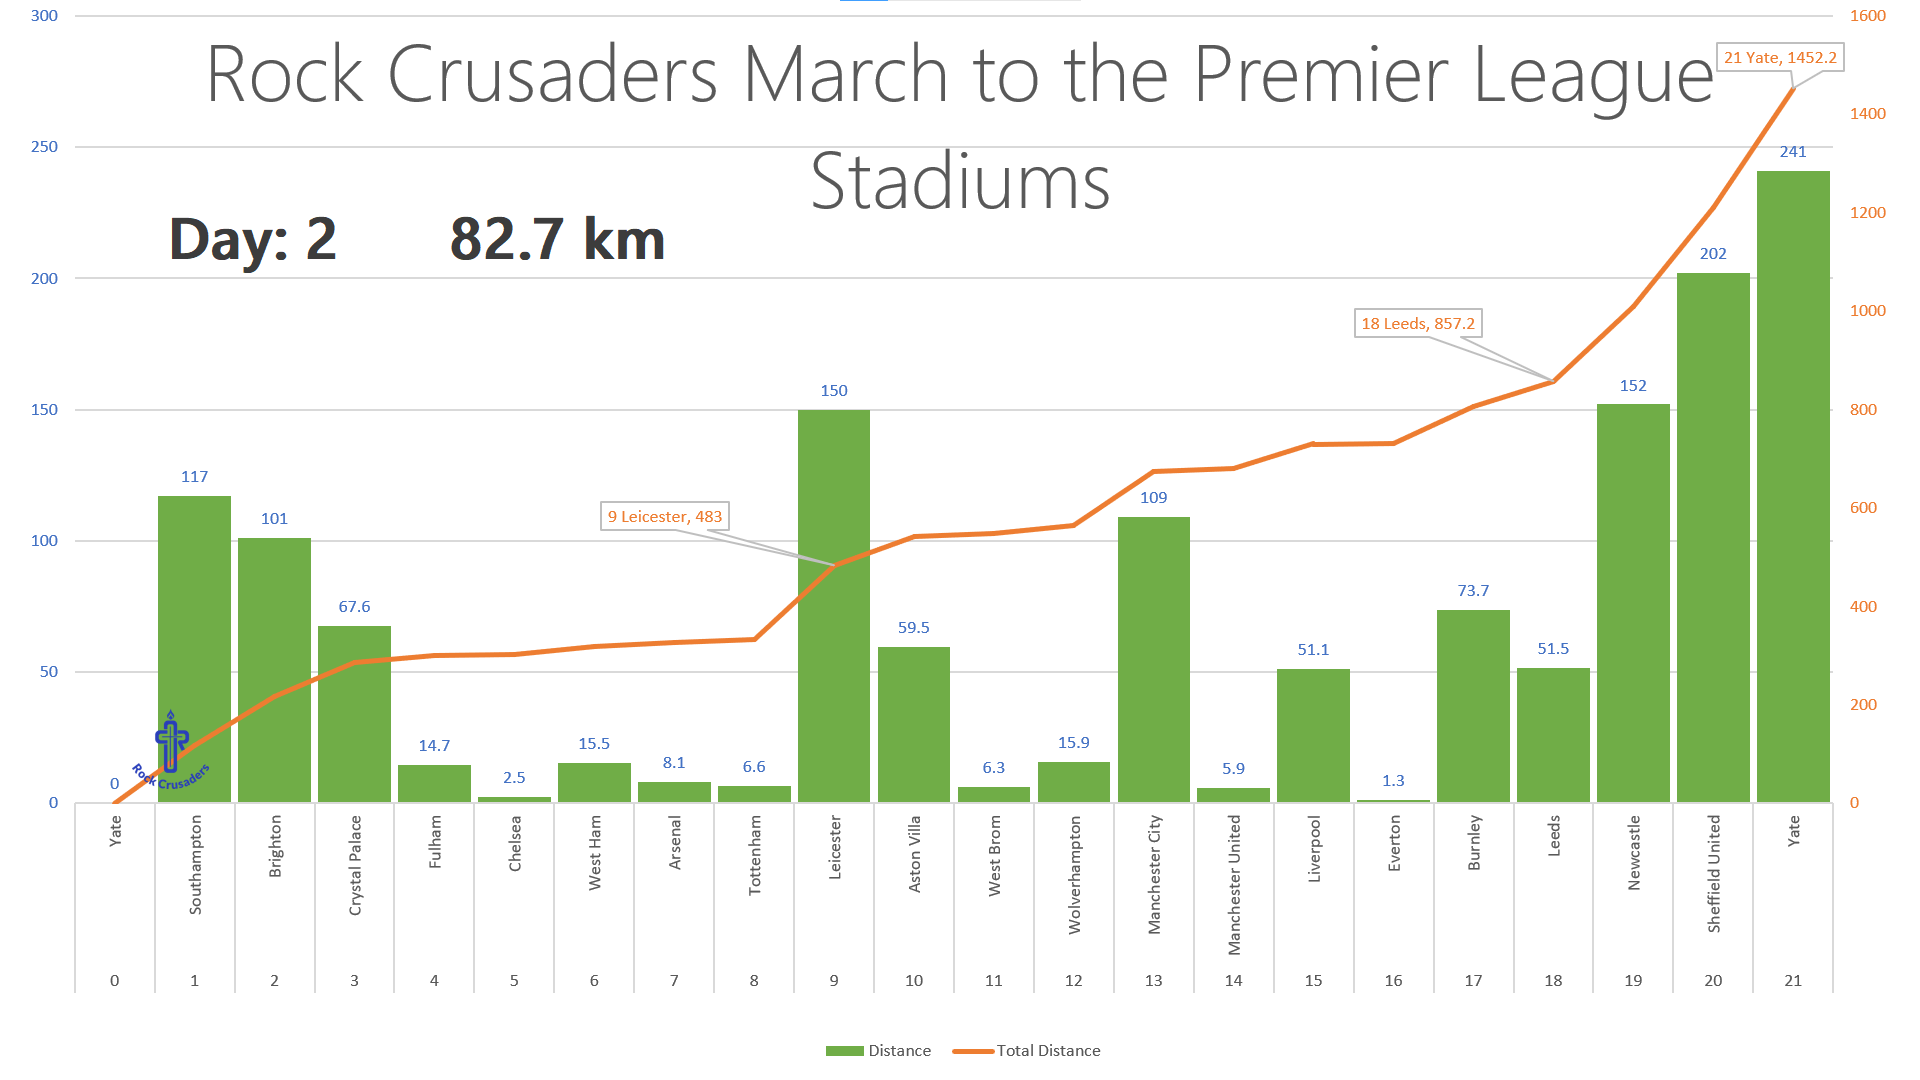 Rock Crusaders March to the Premier League
Stadiums
Day: 2 82.7 km
300
250
200
150
100
50
0
1600
1400
1200
1000
800
600
400
200
0
21 Yate, 1452.2
18 Leeds, 857.2
9 Leicester, 483
0
117
101
67.6
14.7
2.5
15.5
8.1
6.6
150
59.5
6.3
15.9
109
5.9
51.1
1.3
73.7
51.5
152
202
241
Rock Crusaders
Yate
Southampton
Brighton
Crystal Palace
Fulham
Chelsea
West Ham
Arsenal
Tottenham
Leicester
Aston Villa
West Brom
Wolverhampton
Manchester City
Manchester United
Liverpool
Everton
Burnley
Leeds
Newcastle
Sheffield United
Yate
0 1 2 3 4 5 6 7 8 9 10 11 12 13 14 15 16 17 18 19 20 21
Distance Total Distance